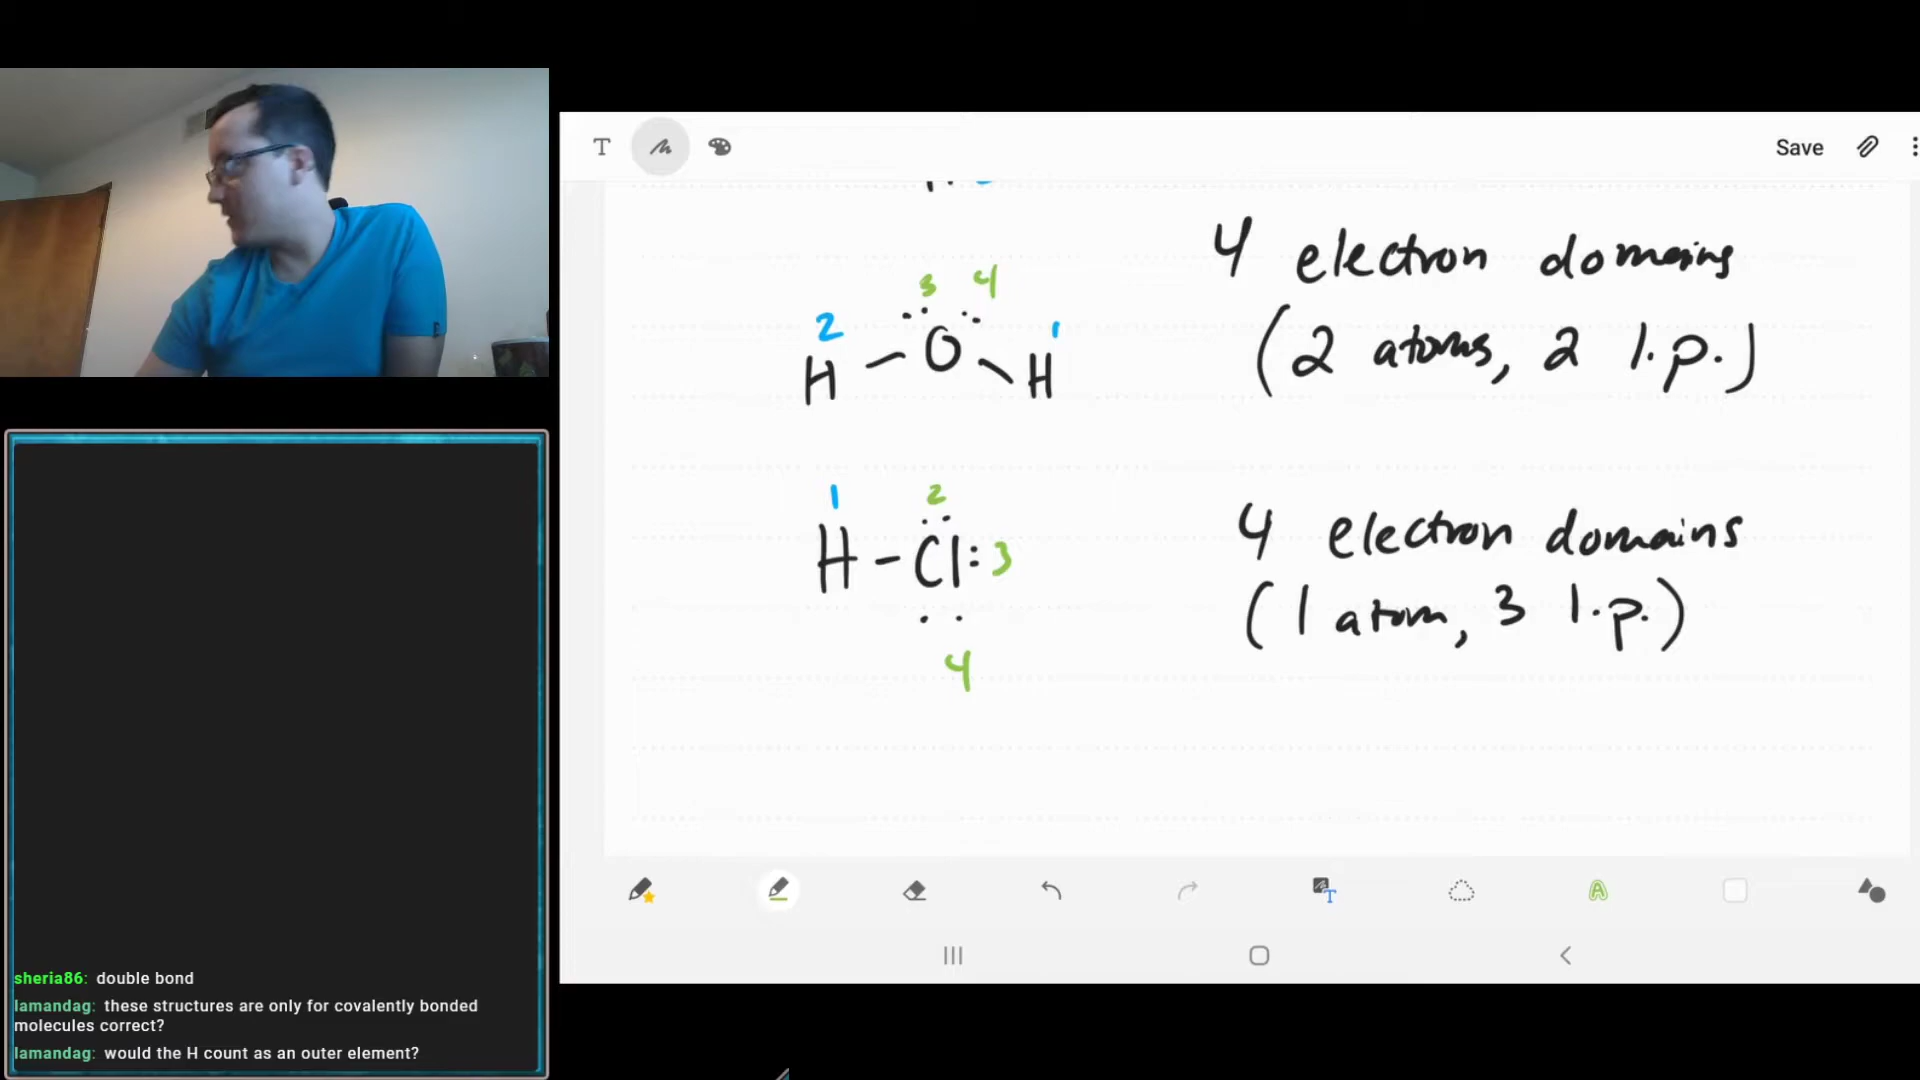 T
Save
3 4
2 1
H - O - H
4 electron domains
(2 atoms, 2 l.p.)
1 2
H - Cl: 3
4
4 electron domains
(1 atom, 3 l.p.)
T
A
sheria86: double bond
lamandag: these structures are only for covalently bonded
molecules correct?
lamandag: would the H count as an outer element?